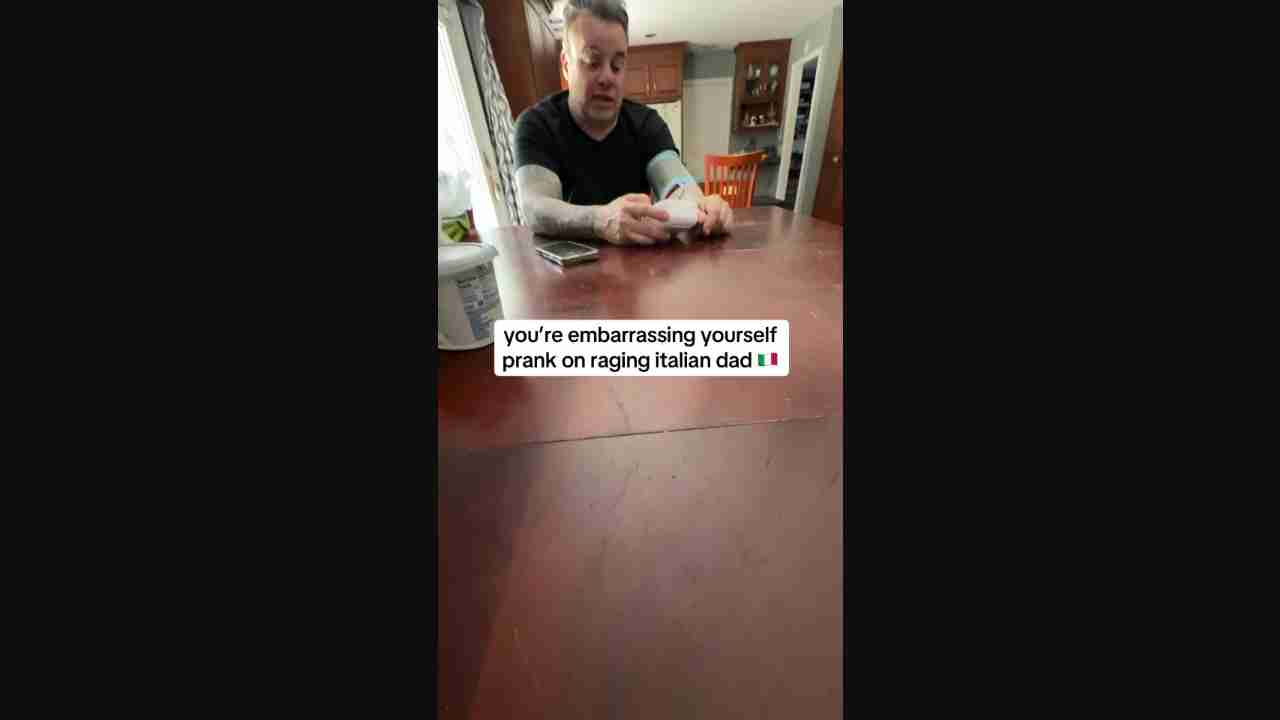 you’re embarrassing yourself
prank on raging italian dad 🇮🇹